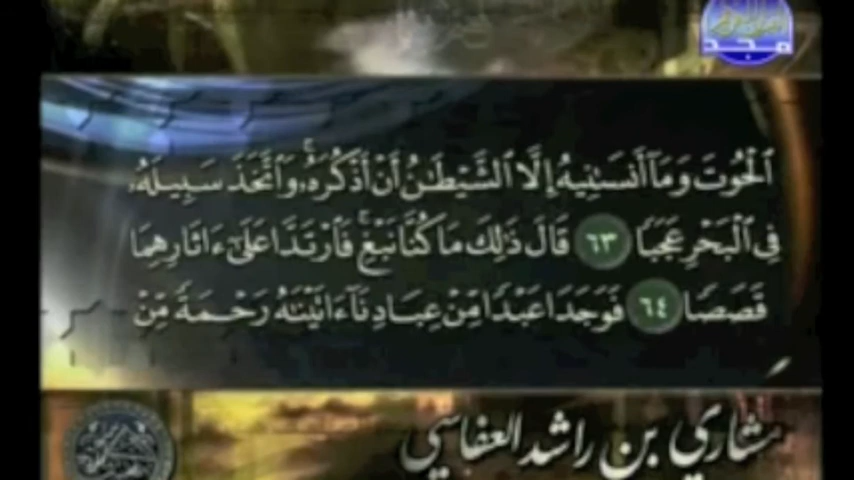 مجد
ٱلْحُوتَ وَمَآ أَنسَىٰنِيهُ إِلَّا ٱلشَّيْطَٰنُ أَنْ أَذْكُرَهُۥ ۚ وَٱتَّخَذَ سَبِيلَهُۥ
فِى ٱلْبَحْرِ عَجَبًا ٦٣ قَالَ ذَٰلِكَ مَا كُنَّا نَبْغِ ۚ فَٱرْتَدَّا عَلَىٰٓ ءَاثَارِهِمَا
قَصَصًا ٦٤ فَوَجَدَا عَبْدًا مِّنْ عِبَادِنَآ ءَاتَيْنَٰهُ رَحْمَةً مِّنْ
مشاري بن راشد العفاسي